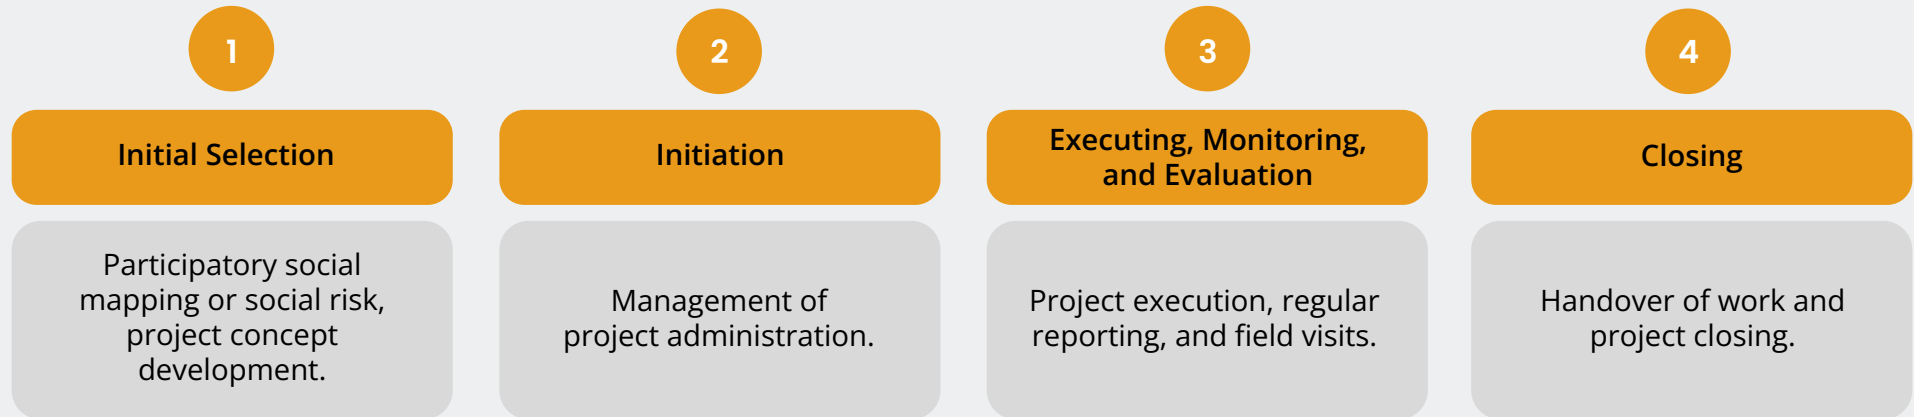 1
Initial Selection
Participatory social
mapping or social risk,
project concept
development.
2
Initiation
Management of
project administration.
3
Executing, Monitoring,
and Evaluation
Project execution, regular
reporting, and field visits.
4
Closing
Handover of work and
project closing.